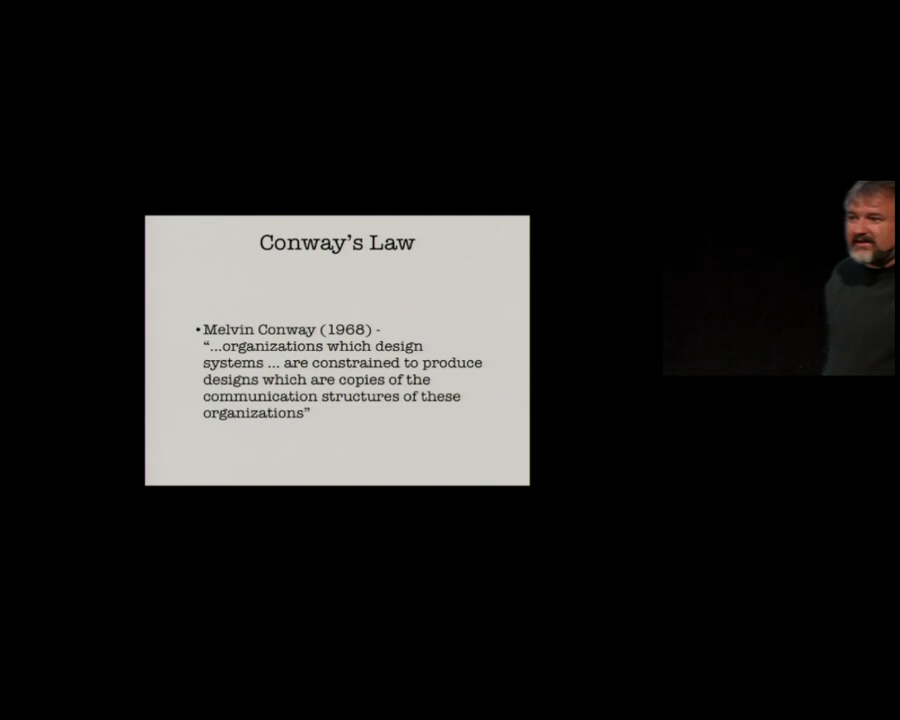 Conway's Law
• Melvin Conway (1968) -
“...organizations which design
systems ... are constrained to produce
designs which are copies of the
communication structures of these
organizations”